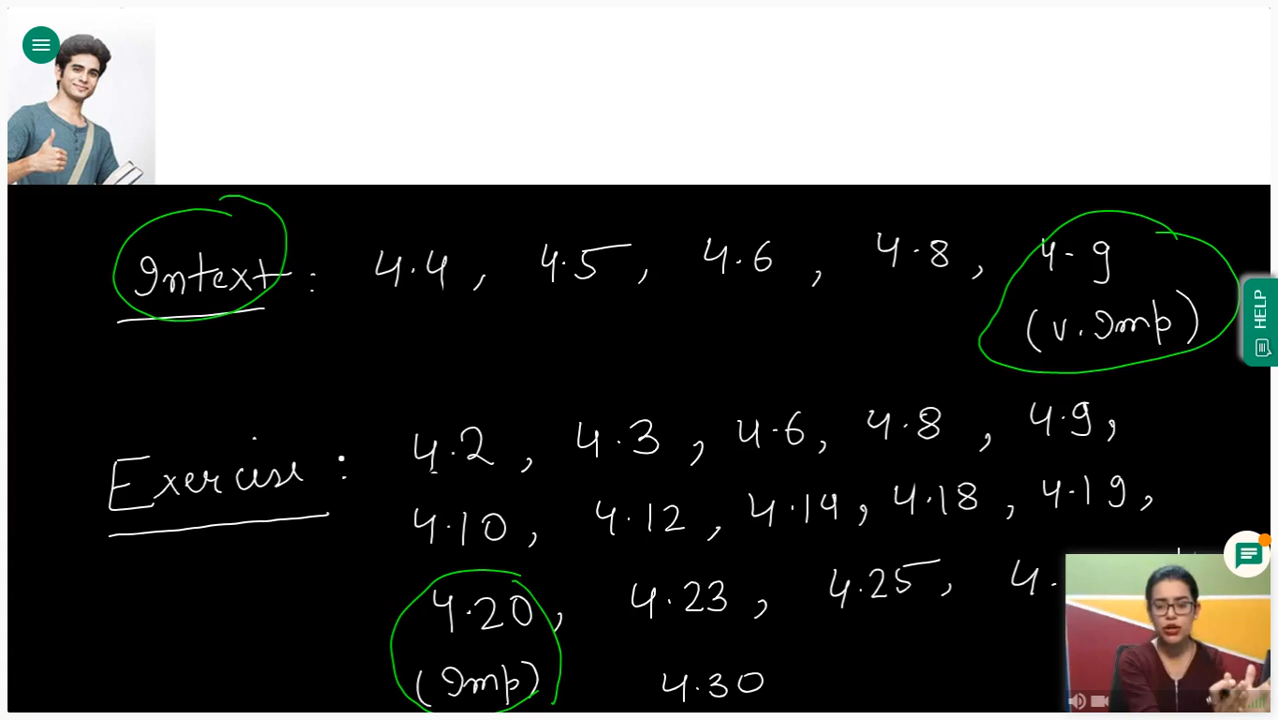 Intext : 4.4 , 4.5 , 4.6 , 4.8 , 4.9
(v. Imp)
Exercise : 4.2 , 4.3 , 4.6 , 4.8 , 4.9 ,
4.10 , 4.12 , 4.14 , 4.18 , 4.19 ,
4.20 , 4.23 , 4.25 , 4.
(Imp) 4.30
HELP